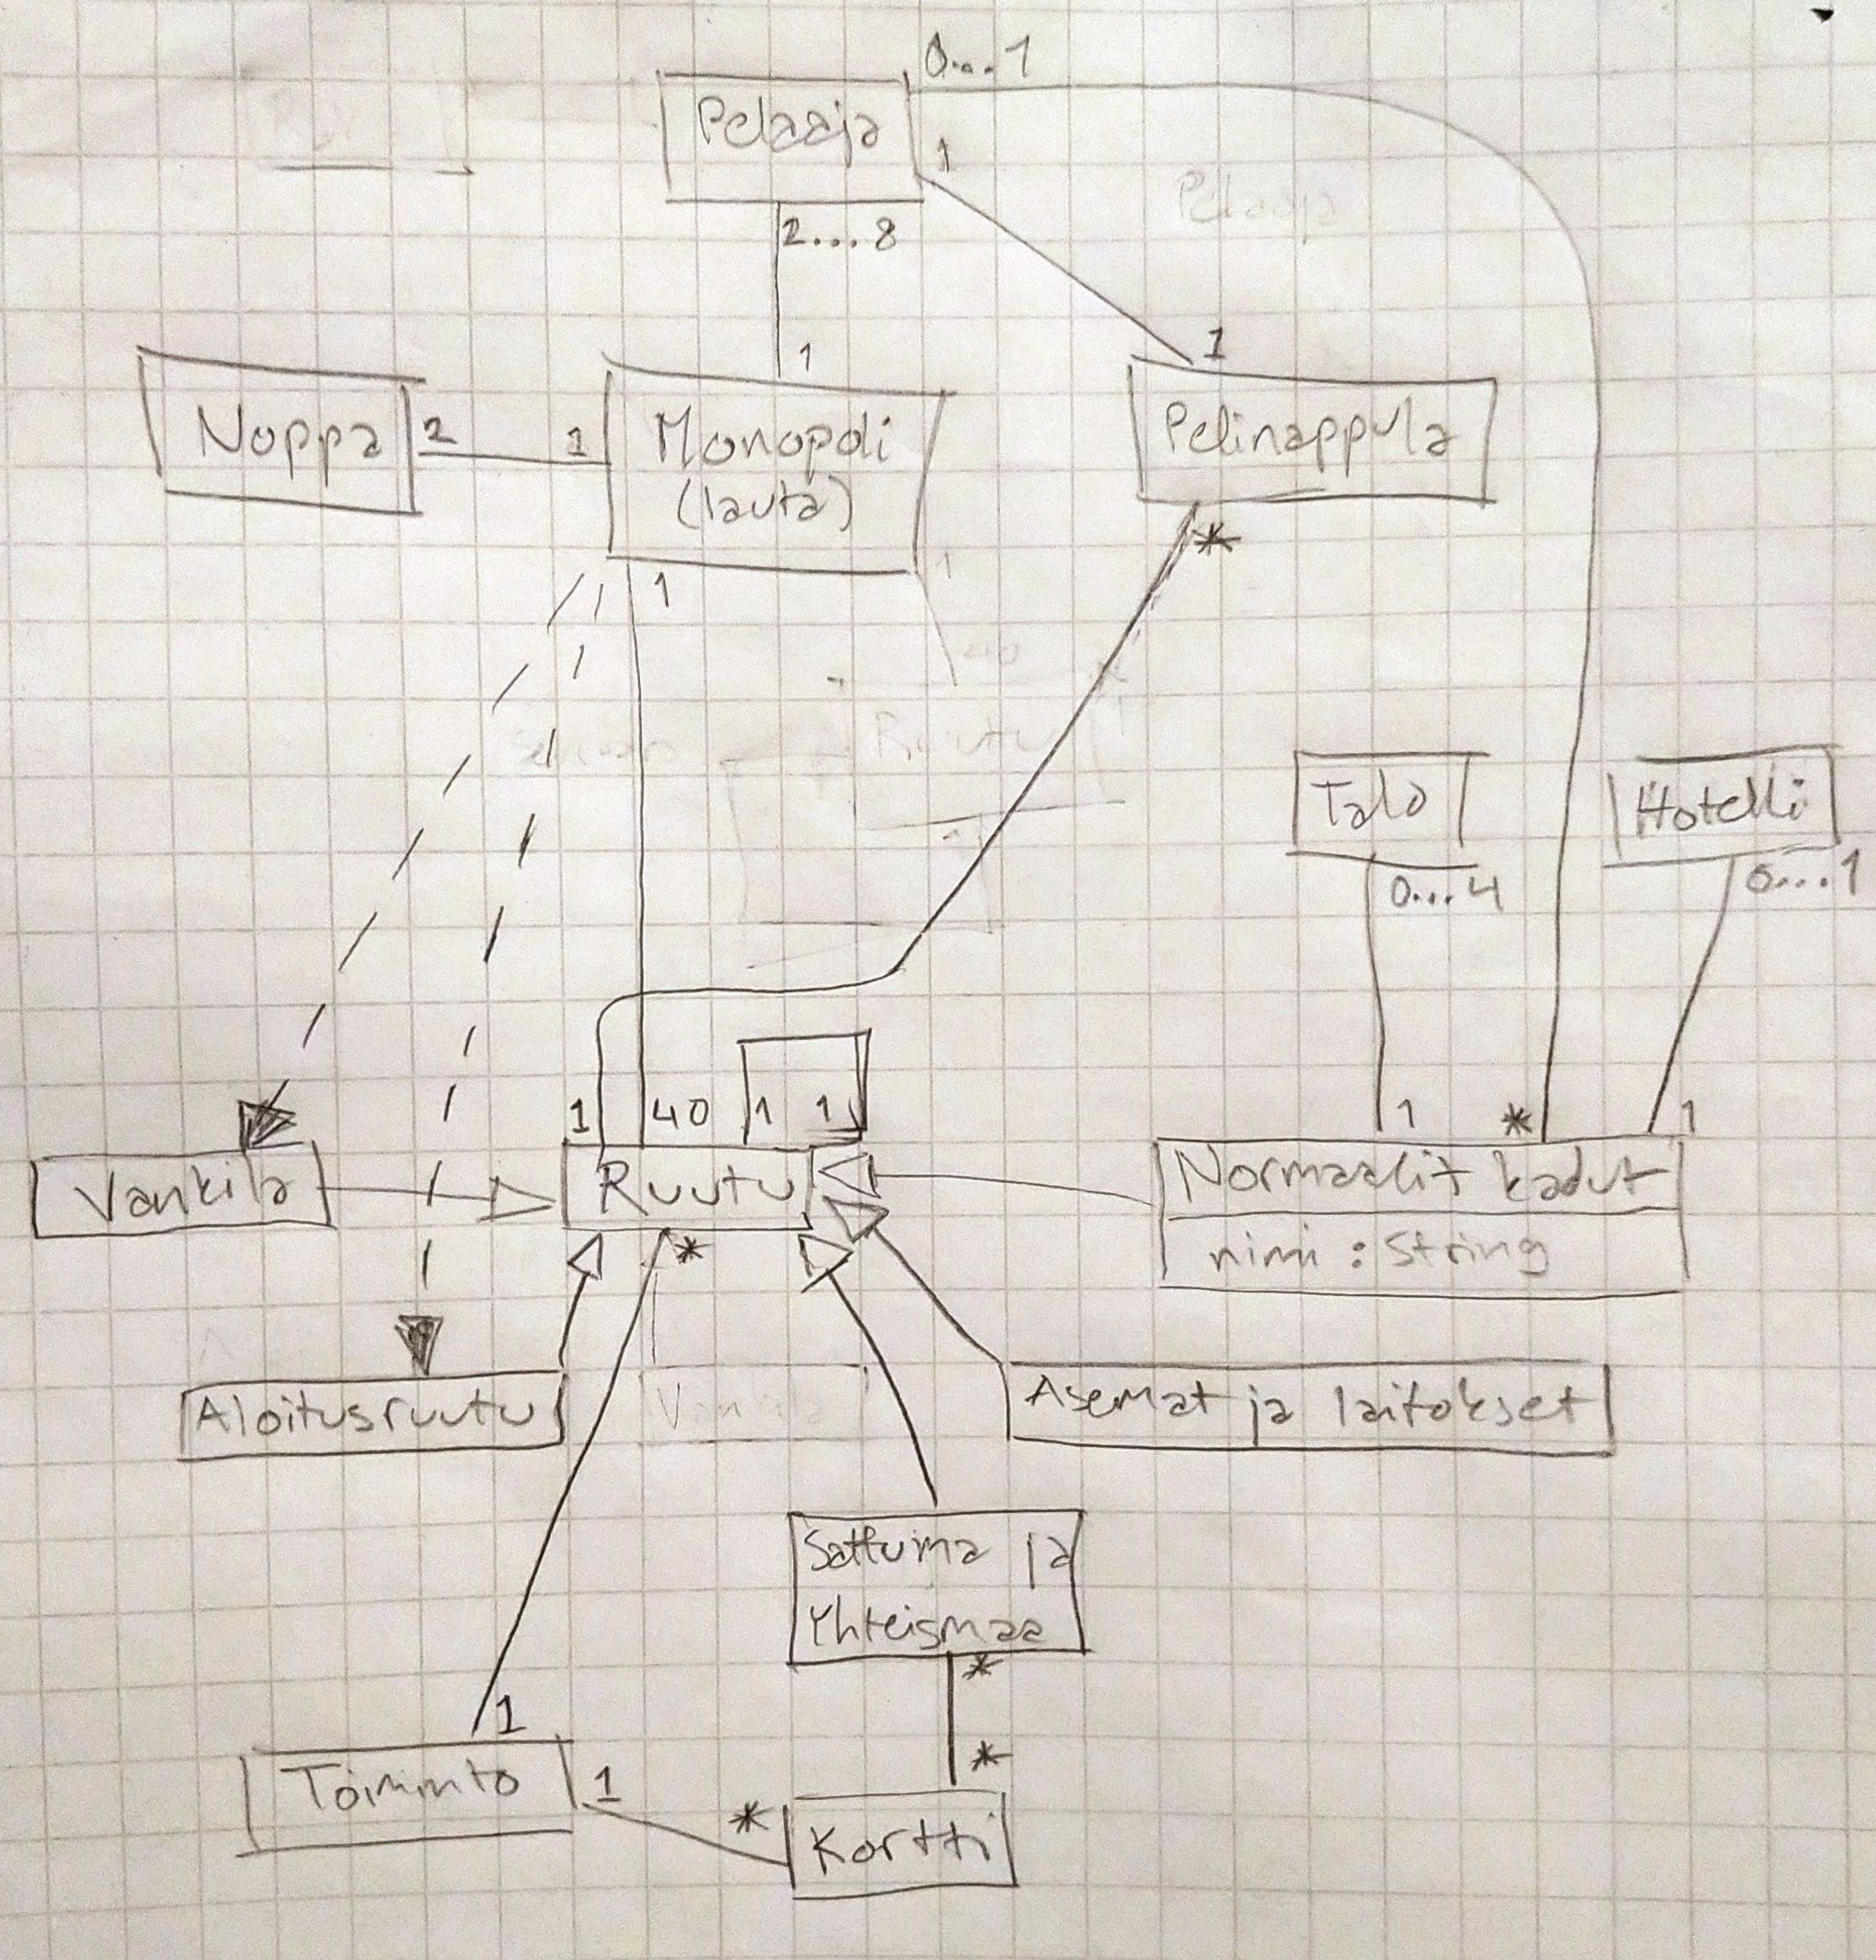 0...1
Pelaaja
1
2...8
1
1
Noppa
2
1
Monopoli
(lauta)
Pelinappula
*
1
Talo
Hotelli
0...4
0...1
1
40
1
1
1
*
1
Vankila
Ruutu
Normaalit kadut
*
nimi : String
Aloitusruutu
Asemat ja laitokset
Sattuma ja
Yhteismaa
*
1
*
Toiminto
1
*
Kortti